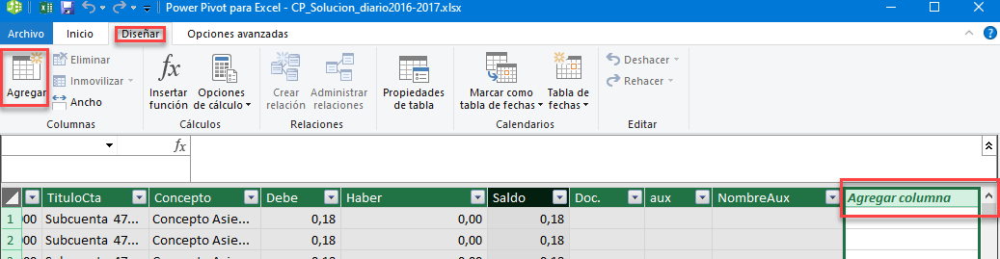 Power Pivot para Excel - CP_Solucion_diario2016-2017.xlsx
Archivo Inicio Diseñar Opciones avanzadas
Agregar
Eliminar
Inmovilizar
Ancho
Columnas
fx
Insertar
función
Opciones
de cálculo
Cálculos
Crear
relación
Administrar
relaciones
Relaciones
Propiedades
de tabla
Marcar como
tabla de fechas
Tabla de
fechas
Calendarios
Deshacer
Rehacer
Editar
fx
TituloCta Concepto Debe Haber Saldo Doc. aux NombreAux Agregar columna
1 00 Subcuenta 47... Concepto Asie... 0,18 0,00 0,18
2 00 Subcuenta 47... Concepto Asie... 0,18 0,00 0,18